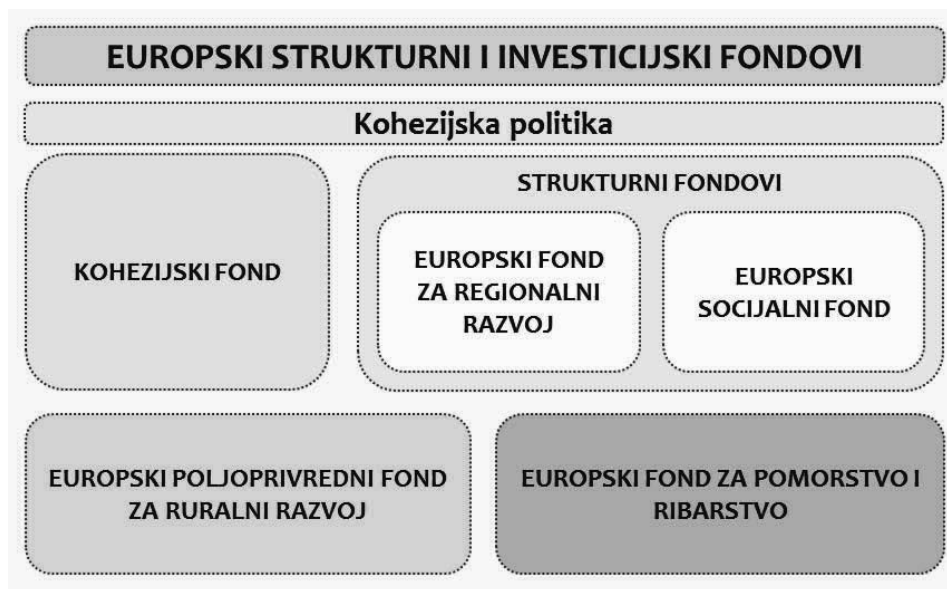 EUROPSKI STRUKTURNI I INVESTICIJSKI FONDOVI
Kohezijska politika
KOHEZIJSKI FOND
STRUKTURNI FONDOVI
EUROPSKI FOND
ZA REGIONALNI
RAZVOJ
EUROPSKI
SOCIJALNI FOND
EUROPSKI POLJOPRIVREDNI FOND
ZA RURALNI RAZVOJ
EUROPSKI FOND ZA POMORSTVO I
RIBARSTVO